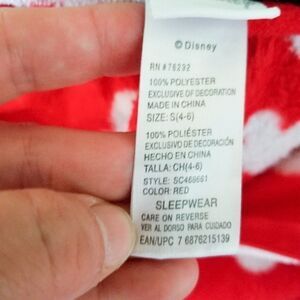 © Disney
RN # 76292
100% POLYESTER
EXCLUSIVE OF DECORATION
MADE IN CHINA
SIZE: S(4-6)
100% POLIÉSTER
EXCLUSIVO DE DECORACIÓN
HECHO EN CHINA
TALLA: CH(4-6)
STYLE: SC469661
COLOR: RED
SLEEPWEAR
CARE ON REVERSE
VER AL DORSO PARA CUIDADO
EAN/UPC 7 6876215139